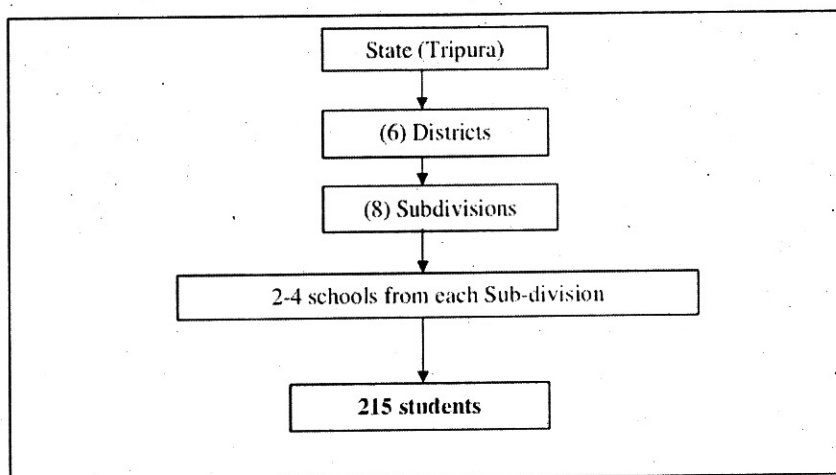 State (Tripura)
(6) Districts
(8) Subdivisions
2-4 schools from each Sub-division
215 students